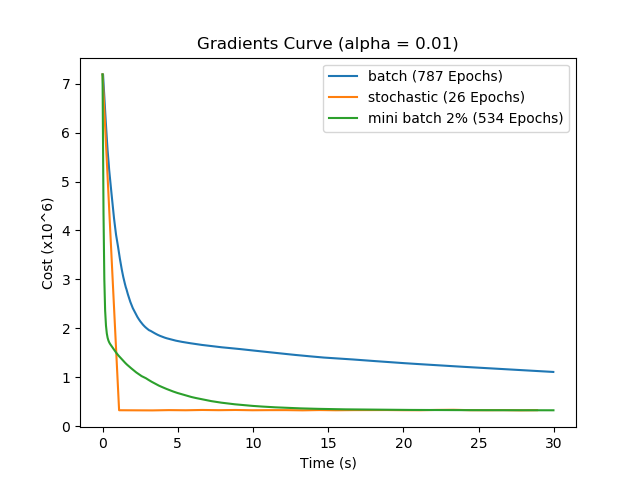 Gradients Curve (alpha = 0.01)
batch (787 Epochs)
stochastic (26 Epochs)
mini batch 2% (534 Epochs)
Cost (x10^6)
7
6
5
4
3
2
1
0
0 5 10 15 20 25 30
Time (s)